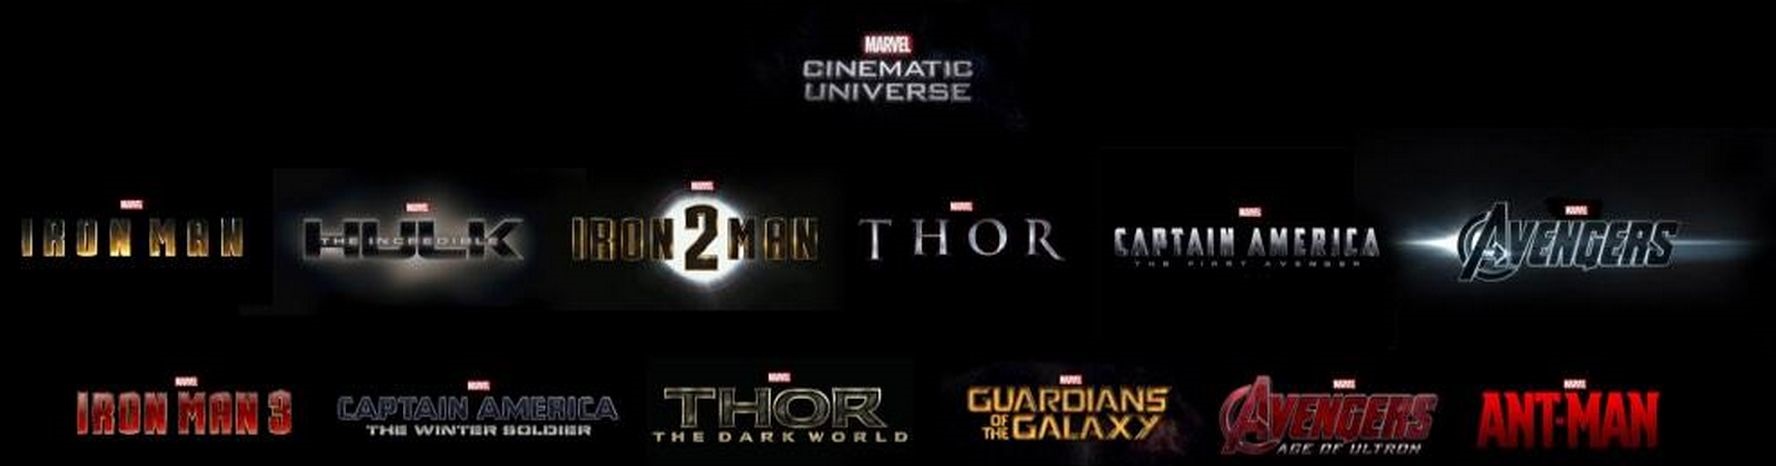 MARVEL
CINEMATIC
UNIVERSE
MARVEL
IRON MAN
MARVEL
THE INCREDIBLE
HULK
MARVEL
IRON MAN 2
MARVEL
THOR
MARVEL
CAPTAIN AMERICA
THE FIRST AVENGER
MARVEL
AVENGERS
MARVEL
IRON MAN 3
MARVEL
CAPTAIN AMERICA
THE WINTER SOLDIER
MARVEL
THOR
THE DARK WORLD
MARVEL
GUARDIANS
OF THE GALAXY
MARVEL
AVENGERS
AGE OF ULTRON
MARVEL
ANT-MAN